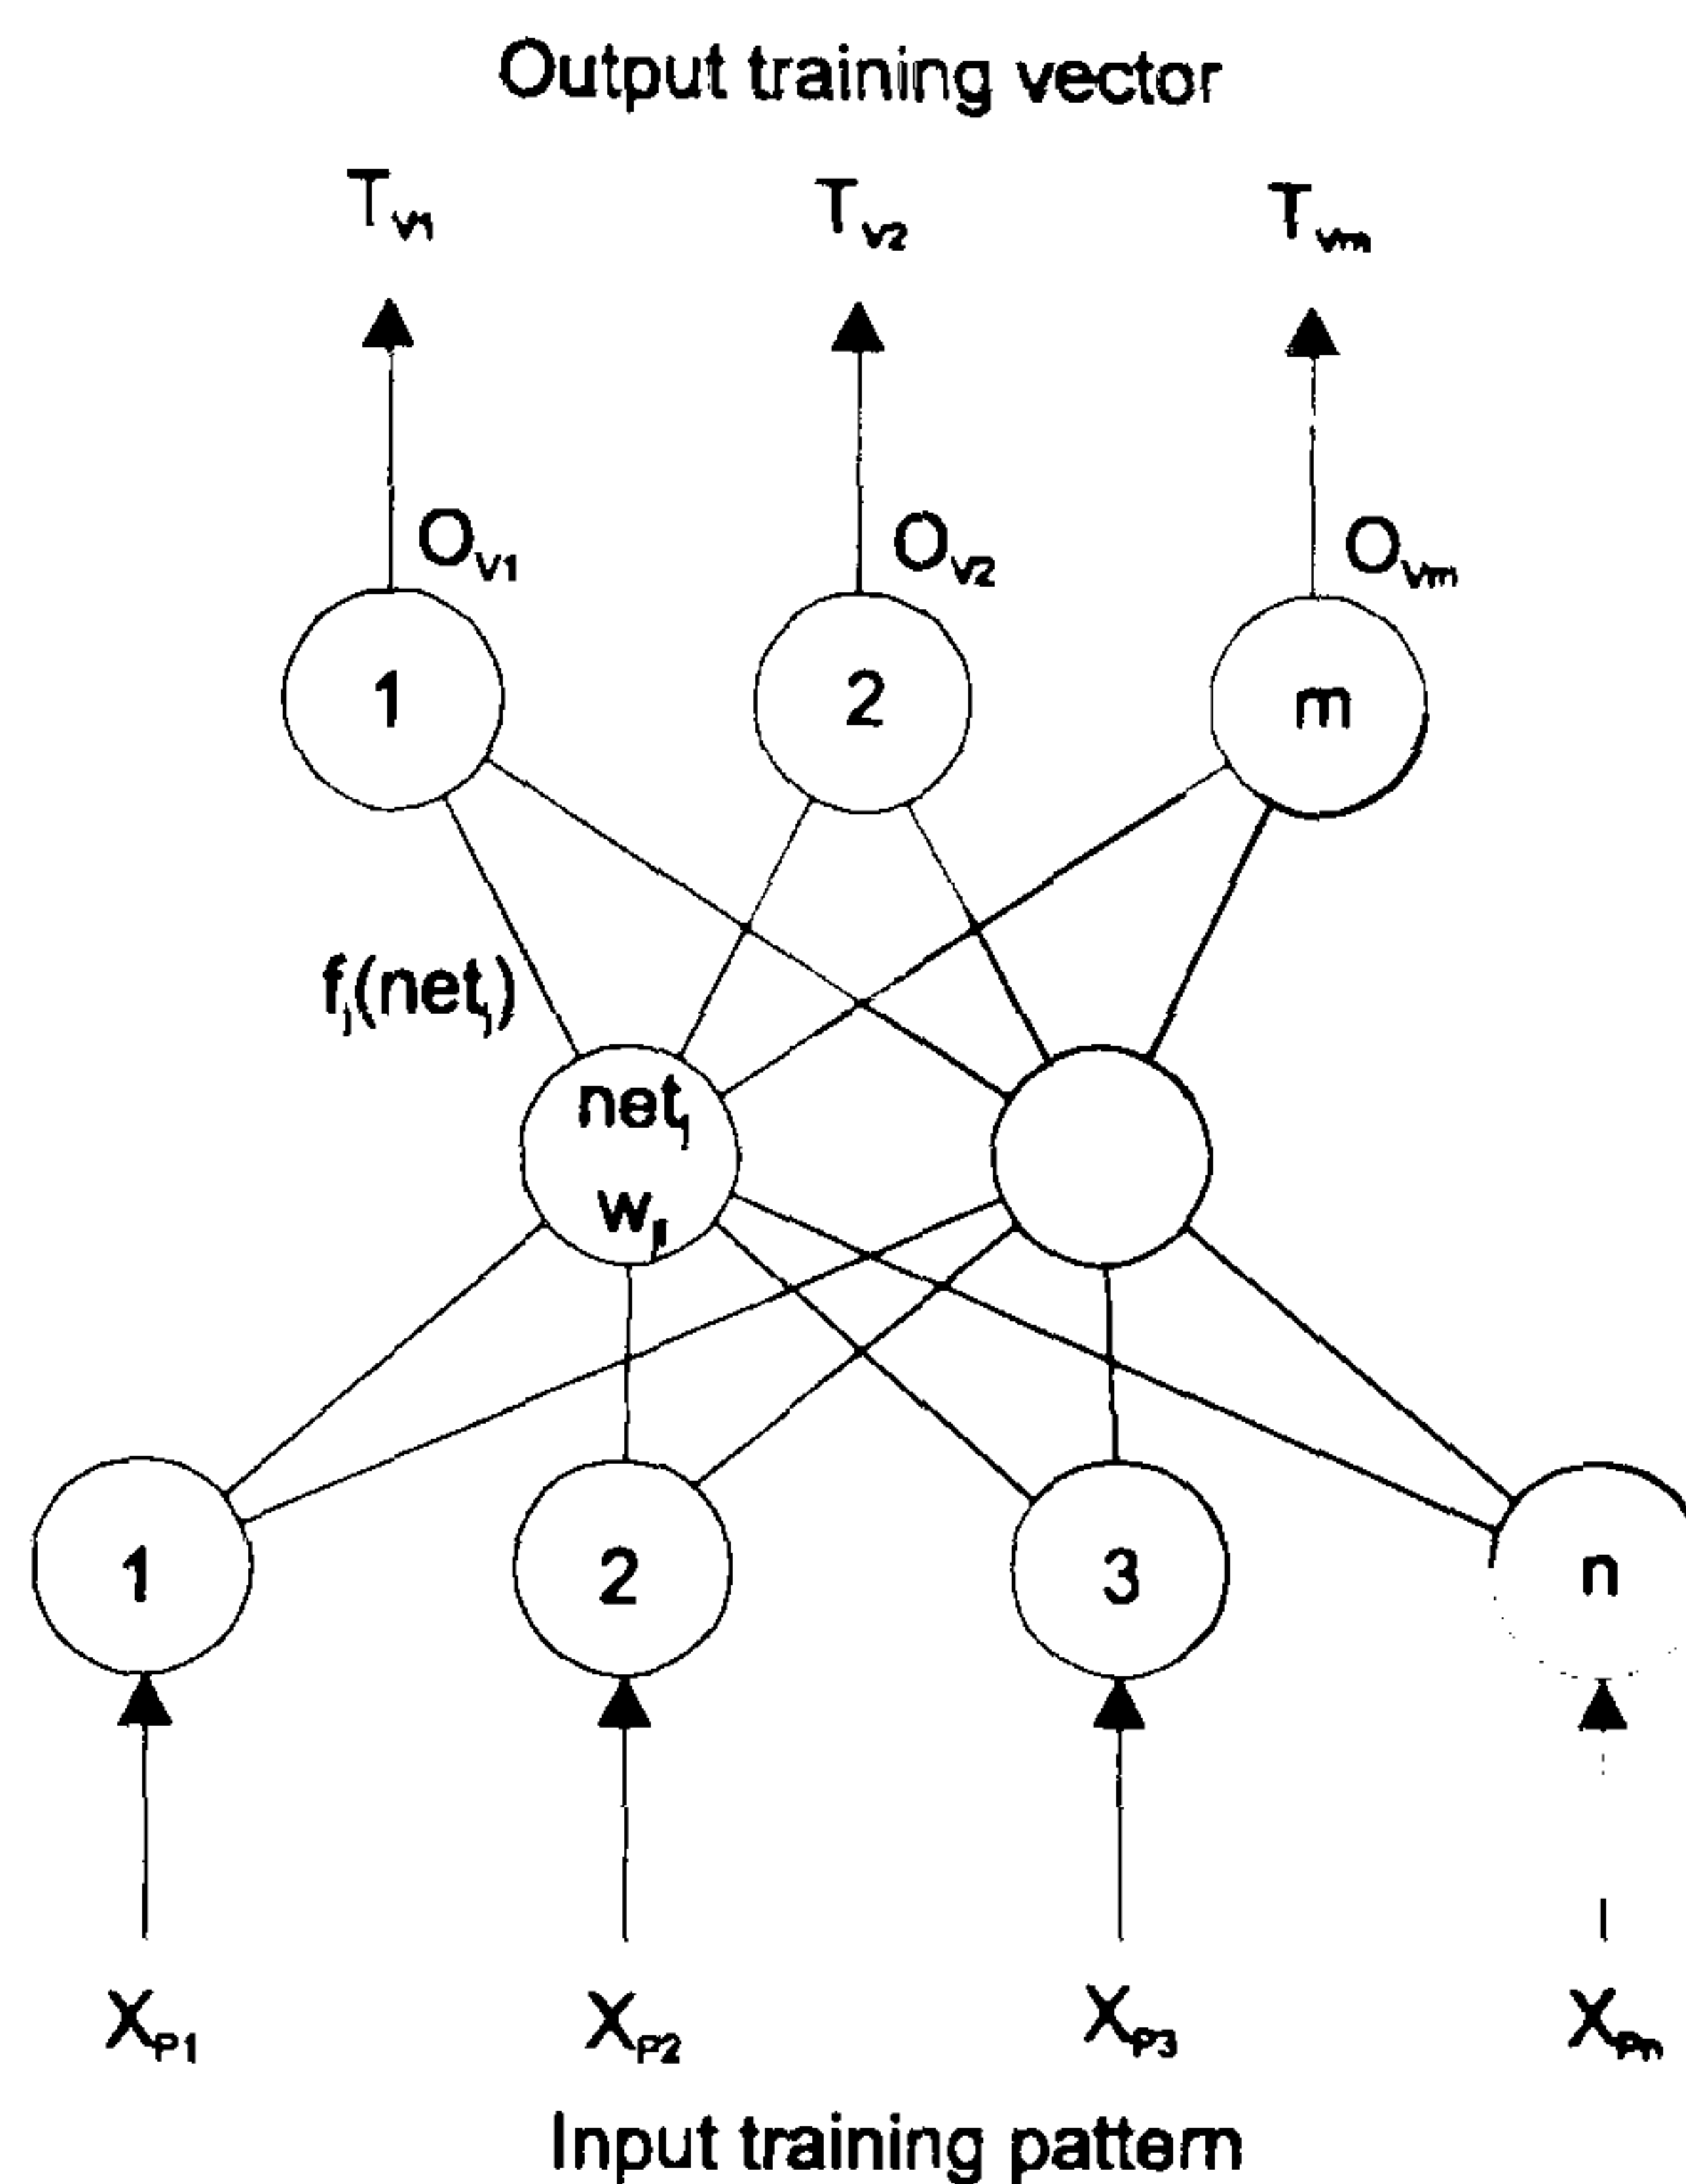 Output training vector
Tv1 Tv2 Tvm
Ov1 Ov2 Ovm
1 2 m
fj(netj)
netj
wji
1 2 3 n
Xp1 Xp2 Xp3 Xpn
Input training pattern